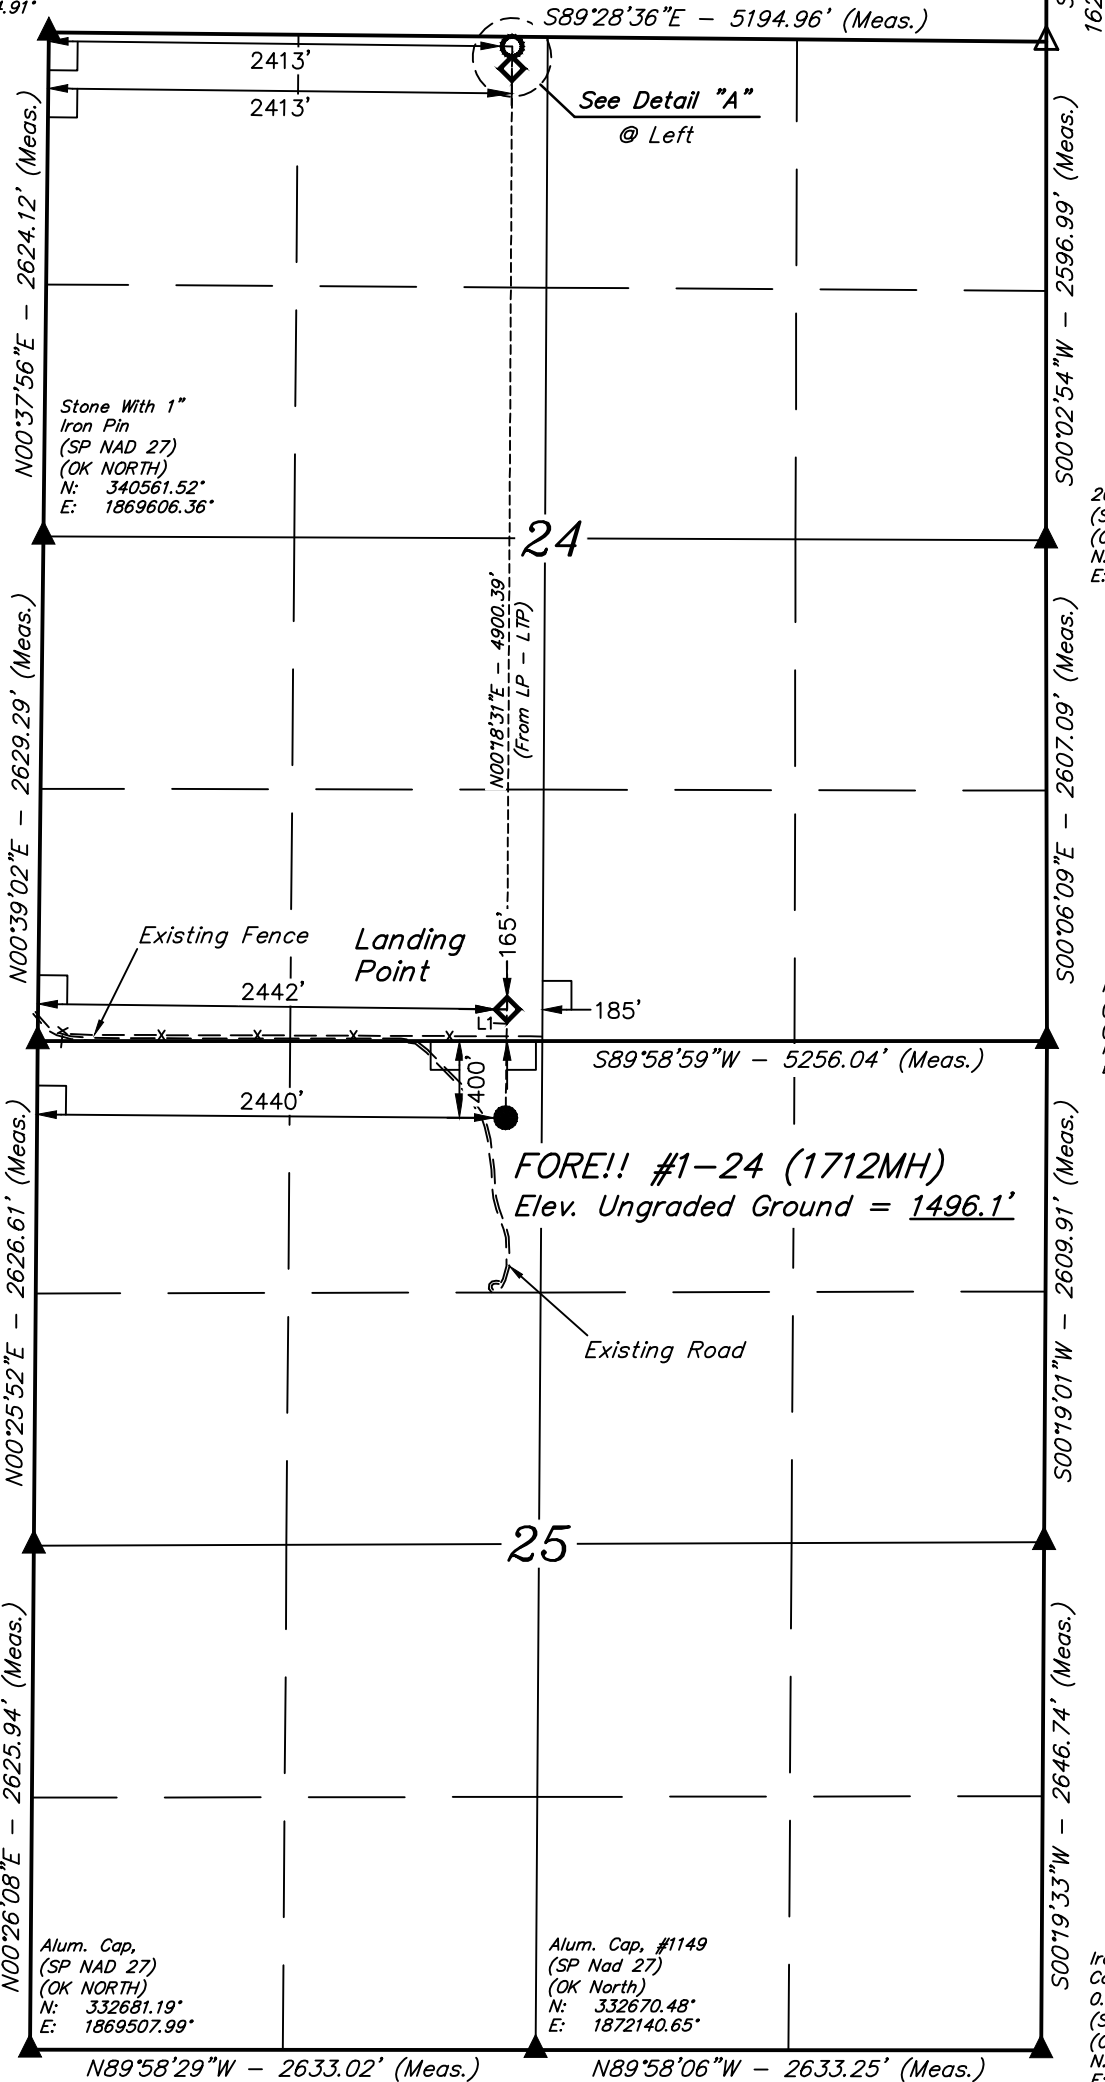 4.91°
S89°28'36"E - 5194.96' (Meas.)
162
2413'
2413'
See Detail "A"
@ Left
N00°37'56"E - 2624.12' (Meas.)
S00°02'54"W - 2596.99' (Meas.)
Stone With 1"
Iron Pin
(SP NAD 27)
(OK NORTH)
N: 340561.52°
E: 1869606.36°
24
N.
E:
N00°18'31"E - 4900.39'
(From LP - LTP)
N00°39'02"E - 2629.29' (Meas.)
S00°06'09"E - 2607.09' (Meas.)
Existing Fence
Landing
Point
165'
2442'
185'
L1
x x x x x
S89°58'59"W - 5256.04' (Meas.)
400'
2440'
FORE!! #1-24 (1712MH)
Elev. Ungraded Ground = 1496.1'
N00°25'52"E - 2626.61' (Meas.)
S00°19'01"W - 2609.91' (Meas.)
Existing Road
25
N00°26'08"E - 2625.94' (Meas.)
S00°19'33"W - 2646.74' (Meas.)
Alum. Cap,
(SP NAD 27)
(OK NORTH)
N: 332681.19°
E: 1869507.99°
Alum. Cap, #1149
(SP Nad 27)
(OK North)
N: 332670.48°
E: 1872140.65°
N89°58'29"W - 2633.02' (Meas.)
N89°58'06"W - 2633.25' (Meas.)